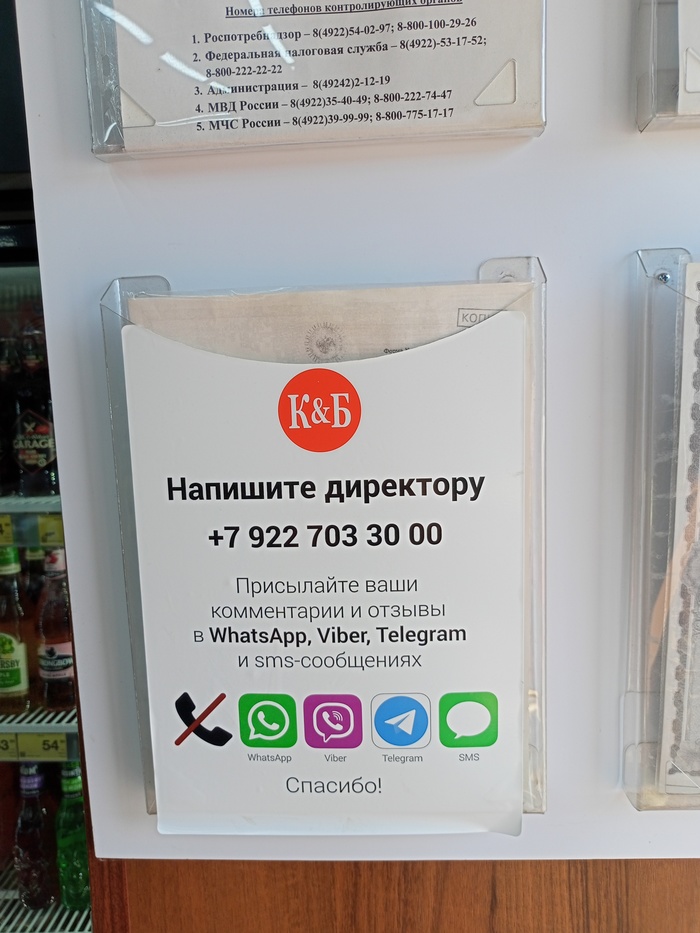 Номера телефонов контролирующих органов
1. Роспотребнадзор – 8(4922)54-02-97; 8-800-100-29-26
2. Федеральная налоговая служба – 8(4922)-53-17-52;
8-800-222-22-22
3. Администрация – 8(49242)2-12-19
4. МВД России – 8(4922)35-40-49; 8-800-222-74-47
5. МЧС России – 8(4922)39-99-99; 8-800-775-17-17
К&Б
Напишите директору
+7 922 703 30 00
Присылайте ваши
комментарии и отзывы
в WhatsApp, Viber, Telegram
и sms-сообщениях
WhatsApp Viber Telegram SMS
Спасибо!
GARAGE
54